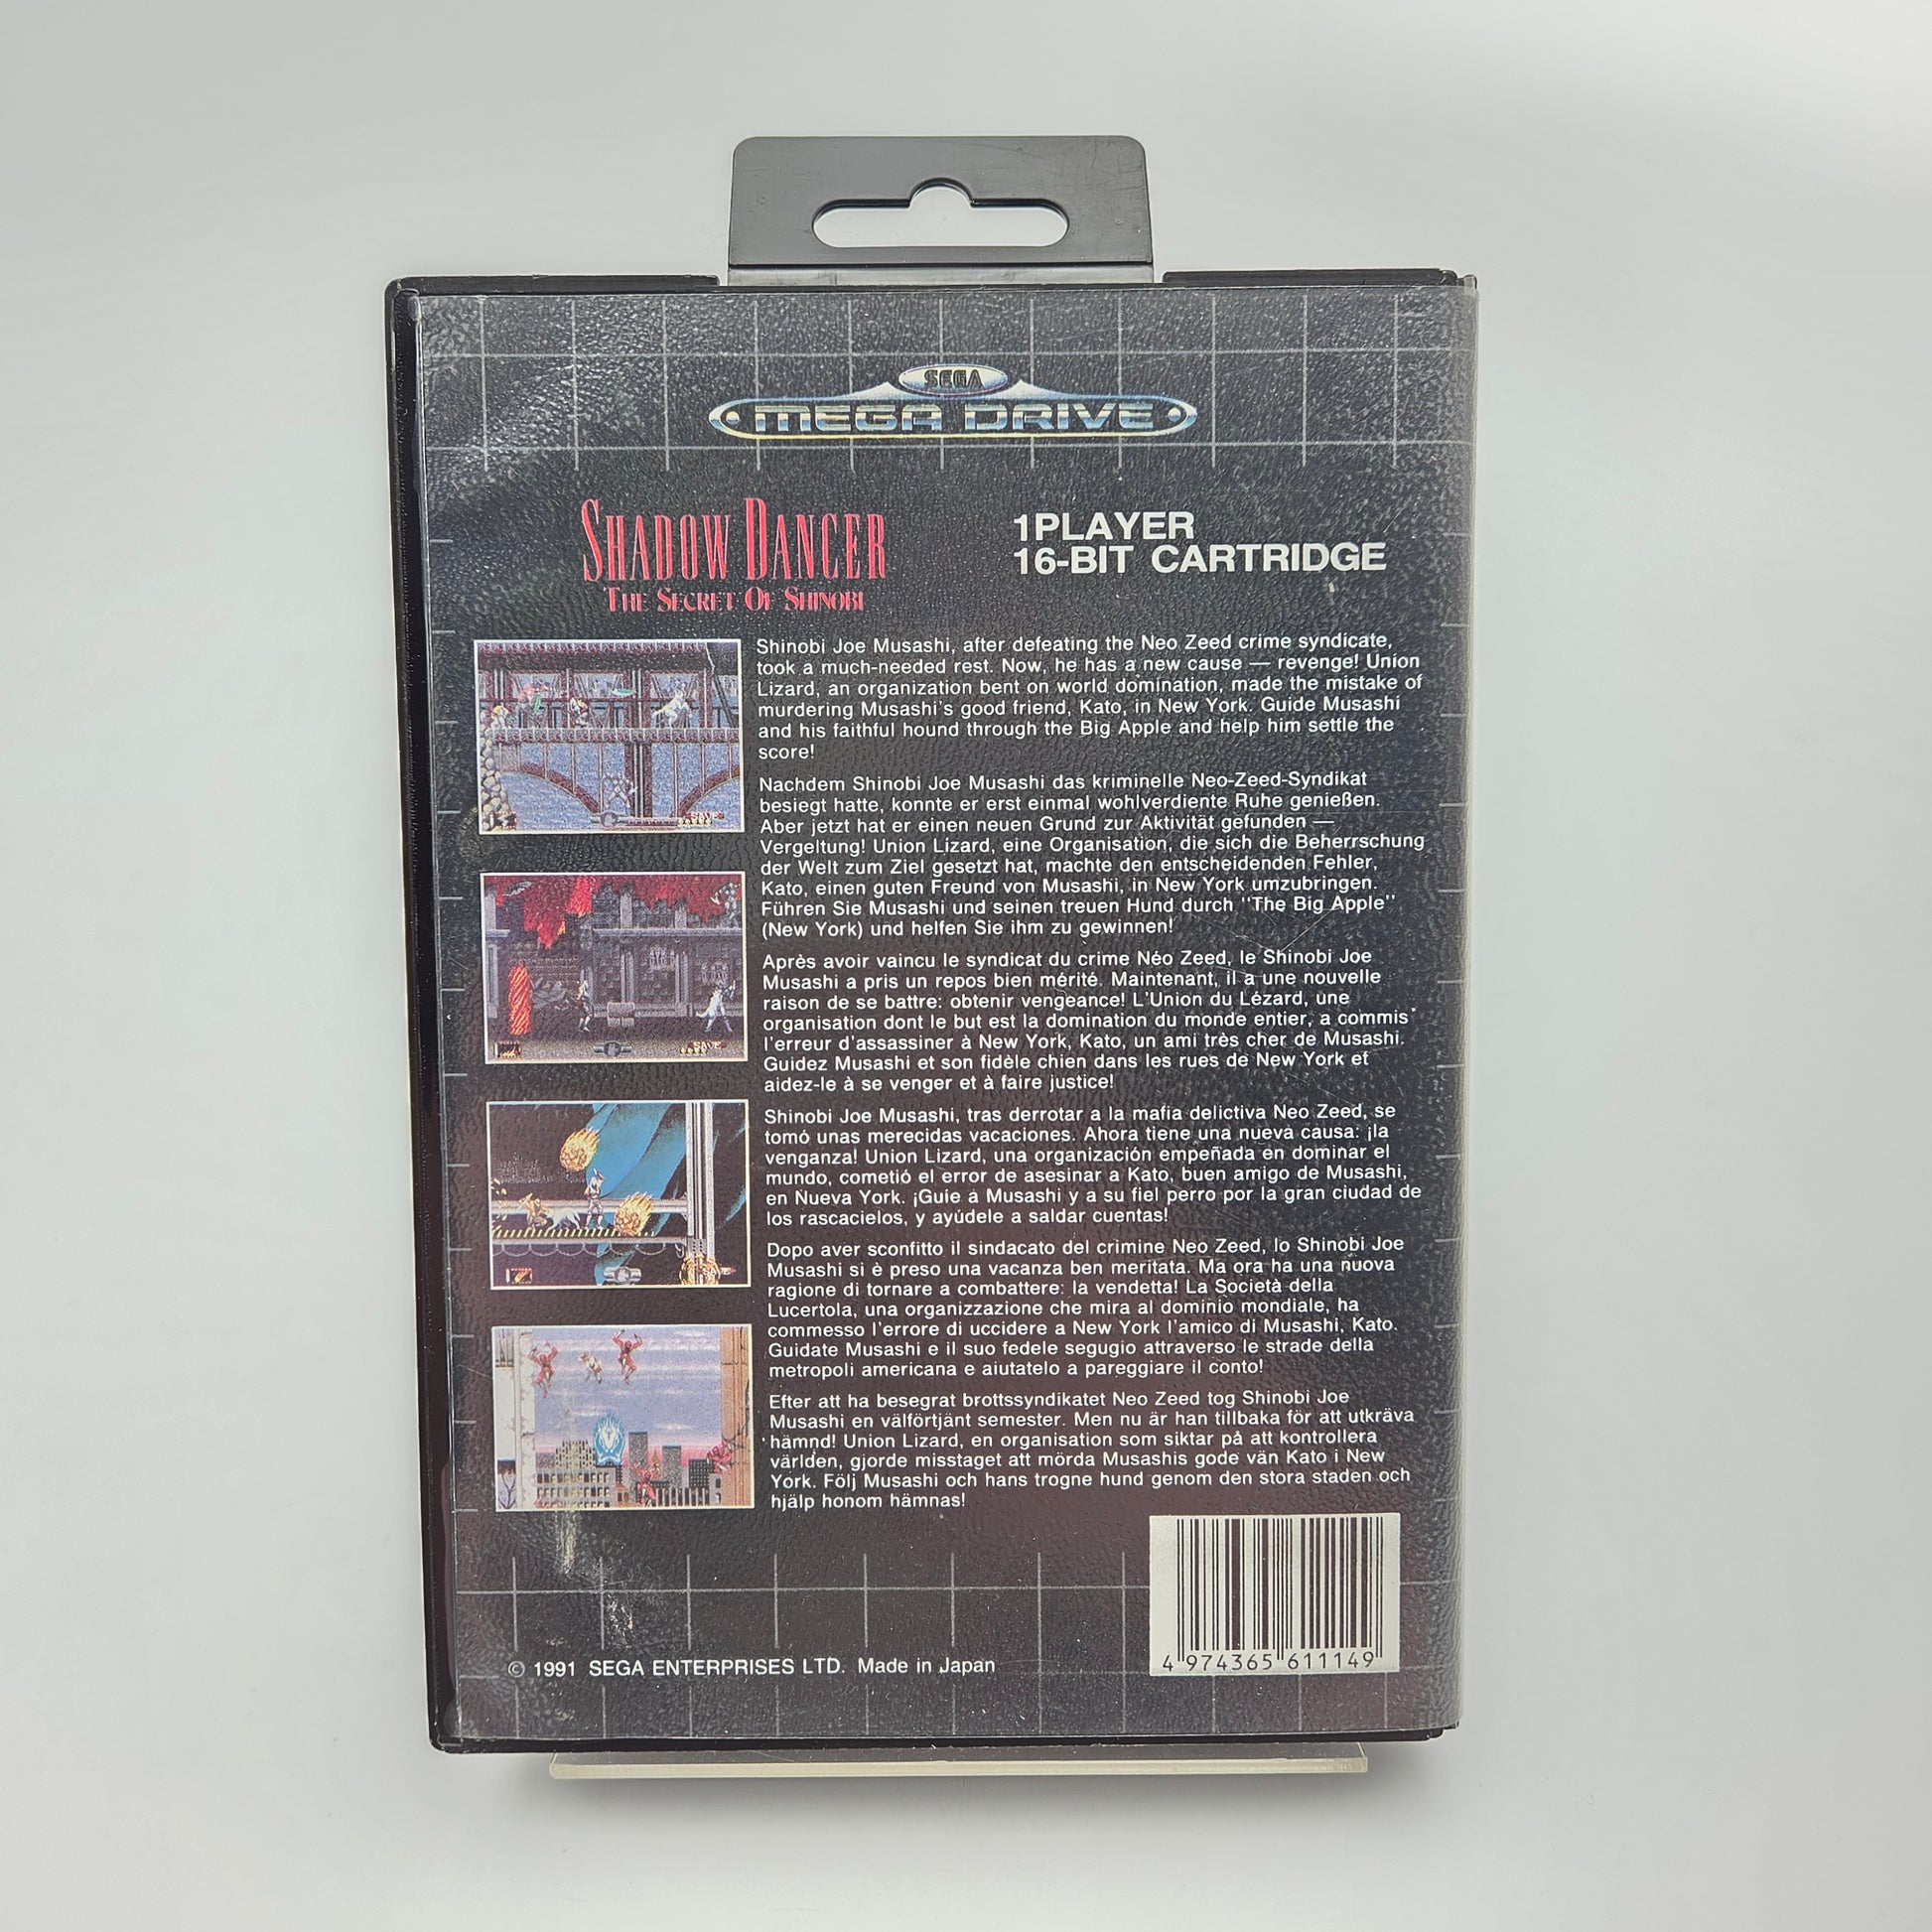 SEGA
MEGA DRIVE
SHADOW DANCER
THE SECRET OF SHINOBI
1PLAYER
16-BIT CARTRIDGE
Shinobi Joe Musashi, after defeating the Neo Zeed crime syndicate,
took a much-needed rest. Now, he has a new cause — revenge! Union
Lizard, an organization bent on world domination, made the mistake of
murdering Musashi's good friend, Kato, in New York. Guide Musashi
and his faithful hound through the Big Apple and help him settle the
score!
Nachdem Shinobi Joe Musashi das kriminelle Neo-Zeed-Syndikat
besiegt hatte, konnte er erst einmal wohlverdiente Ruhe genießen.
Aber jetzt hat er einen neuen Grund zur Aktivität gefunden —
Vergeltung! Union Lizard, eine Organisation, die sich die Beherrschung
der Welt zum Ziel gesetzt hat, machte den entscheidenden Fehler,
Kato, einen guten Freund von Musashi, in New York umzubringen.
Führen Sie Musashi und seinen treuen Hund durch "The Big Apple"
(New York) und helfen Sie ihm zu gewinnen!
Après avoir vaincu le syndicat du crime Néo Zeed, le Shinobi Joe
Musashi a pris un repos bien mérité. Maintenant, il a une nouvelle
raison de se battre: obtenir vengeance! L'Union du Lézard, une
organisation dont le but est la domination du monde entier, a commis
l'erreur d'assassiner à New York, Kato, un ami très cher de Musashi.
Guidez Musashi et son fidèle chien dans les rues de New York et
aidez-le à se venger et à faire justice!
Shinobi Joe Musashi, tras derrotar a la mafia delictiva Neo Zeed, se
tomó unas merecidas vacaciones. Ahora tiene una nueva causa: ¡la
venganza! Union Lizard, una organización empeñada en dominar el
mundo, cometió el error de asesinar a Kato, buen amigo de Musashi,
en Nueva York. ¡Guíe a Musashi y a su fiel perro por la gran ciudad de
los rascacielos, y ayúdele a saldar cuentas!
Dopo aver sconfitto il sindacato del crimine Neo Zeed, lo Shinobi Joe
Musashi si è preso una vacanza ben meritata. Ma ora ha una nuova
ragione di tornare a combattere: la vendetta! La Società della
Lucertola, una organizzazione che mira al dominio mondiale, ha
commesso l'errore di uccidere a New York l'amico di Musashi, Kato.
Guidate Musashi e il suo fedele segugio attraverso le strade della
metropoli americana e aiutatelo a pareggiare il conto!
Efter att ha besegrat brottssyndikatet Neo Zeed tog Shinobi Joe
Musashi en välförtjänt semester. Men nu är han tillbaka för att utkräva
hämnd! Union Lizard, en organisation som siktar på att kontrollera
världen, gjorde misstaget att mörda Musashis gode vän Kato i New
York. Följ Musashi och hans trogne hund genom den stora staden och
hjälp honom hämnas!
© 1991 SEGA ENTERPRISES LTD. Made in Japan
4 974365 611149